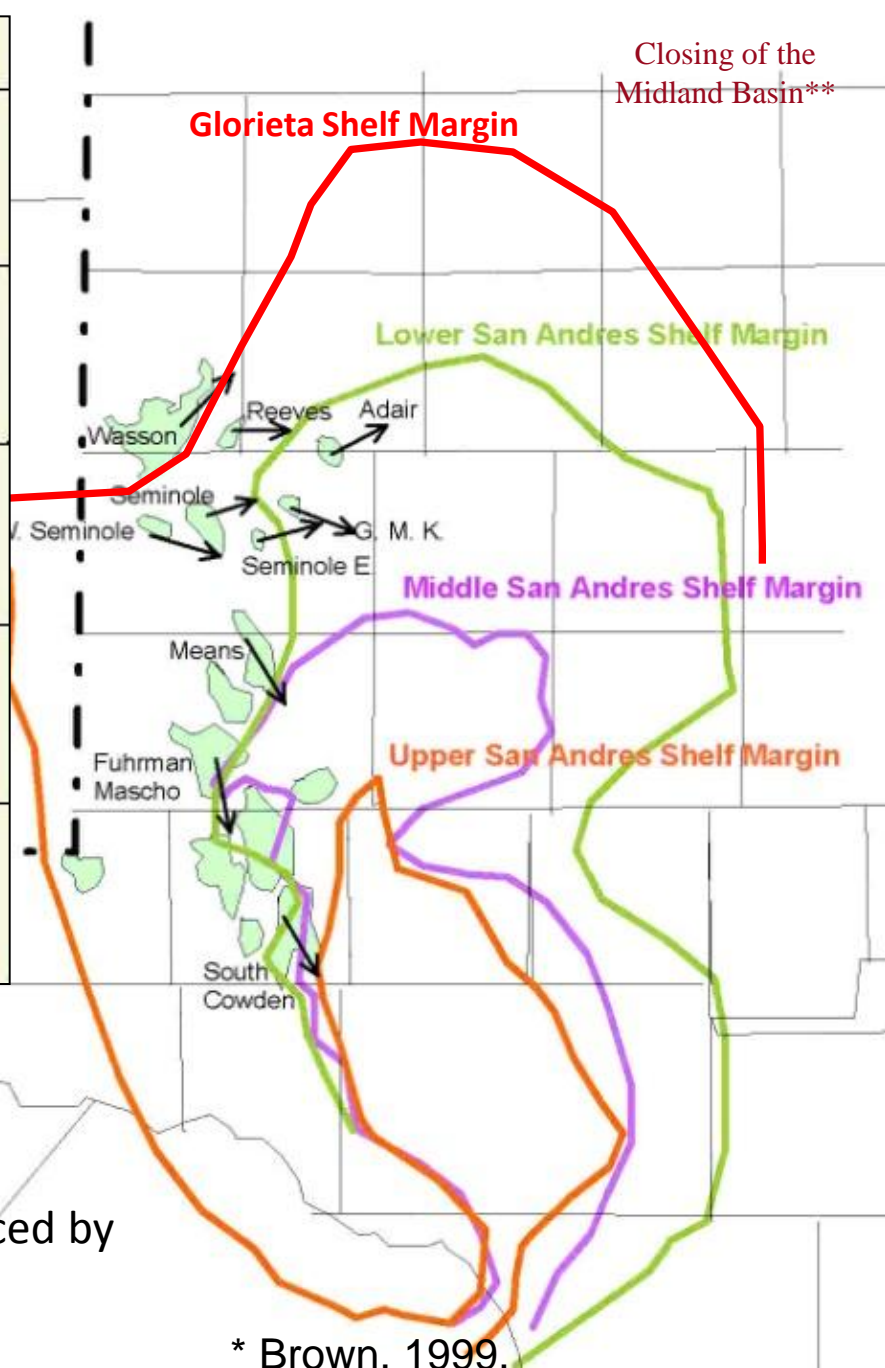 Closing of the
Midland Basin**
Glorieta Shelf Margin
Lower San Andres Shelf Margin
Reeves
Adair
Wasson
Seminole
Seminole
G. M. K.
Seminole E.
Middle San Andres Shelf Margin
Means
Upper San Andres Shelf Margin
Fuhrman
Mascho
South
Cowden
by
* Brown, 1999.